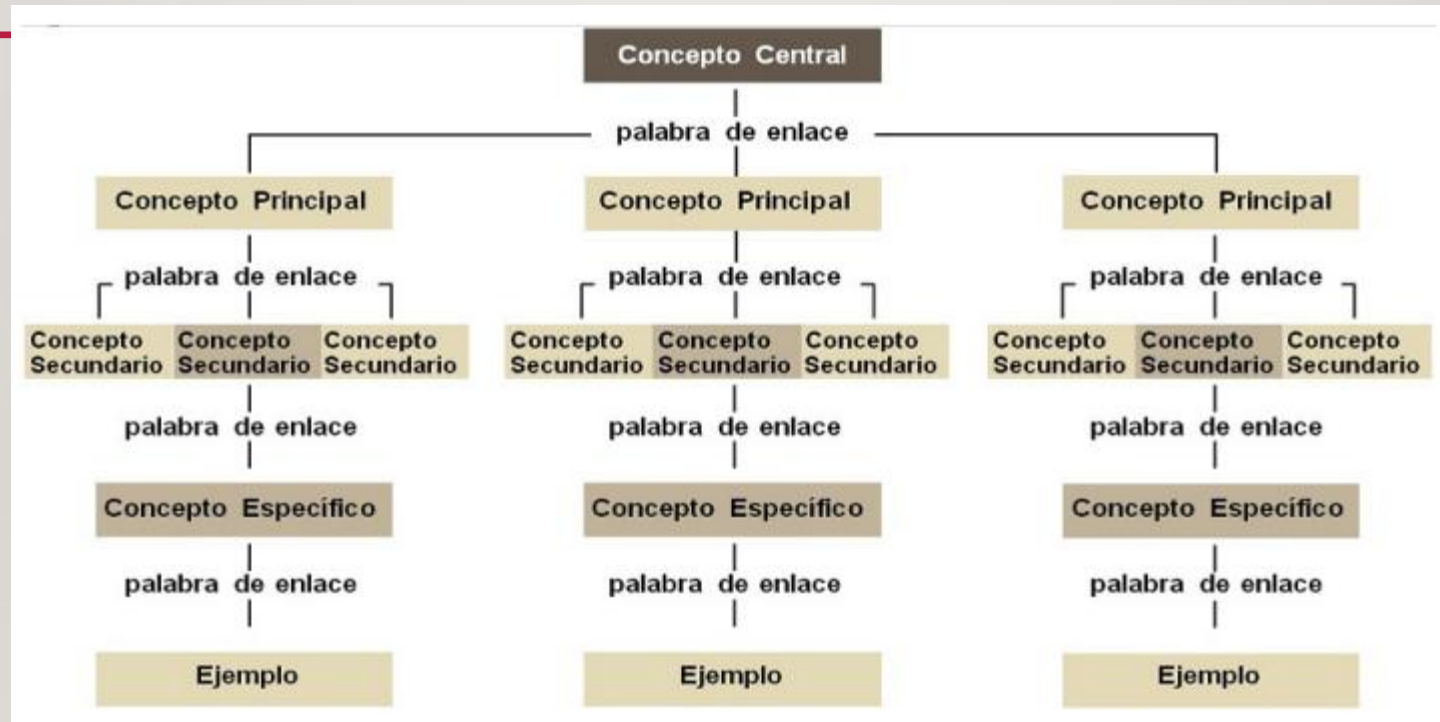 Concepto Central
palabra de enlace
Concepto Principal Concepto Principal Concepto Principal
palabra de enlace palabra de enlace palabra de enlace
Concepto Concepto Concepto Concepto Concepto Concepto Concepto Concepto Concepto
Secundario Secundario Secundario Secundario Secundario Secundario Secundario Secundario Secundario
palabra de enlace palabra de enlace palabra de enlace
Concepto Específico Concepto Específico Concepto Específico
palabra de enlace palabra de enlace palabra de enlace
Ejemplo Ejemplo Ejemplo